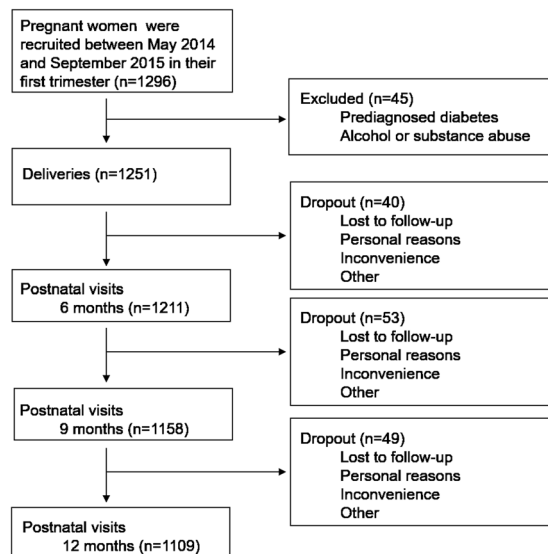 Pregnant women were
recruited between May 2014
and September 2015 in their
first trimester (n=1296)
Excluded (n=45)
Prediagnosed diabetes
Alcohol or substance abuse
Deliveries (n=1251)
Dropout (n=40)
Lost to follow-up
Personal reasons
Inconvenience
Other
Postnatal visits
6 months (n=1211)
Dropout (n=53)
Lost to follow-up
Personal reasons
Inconvenience
Other
Postnatal visits
9 months (n=1158)
Dropout (n=49)
Lost to follow-up
Personal reasons
Inconvenience
Other
Postnatal visits
12 months (n=1109)